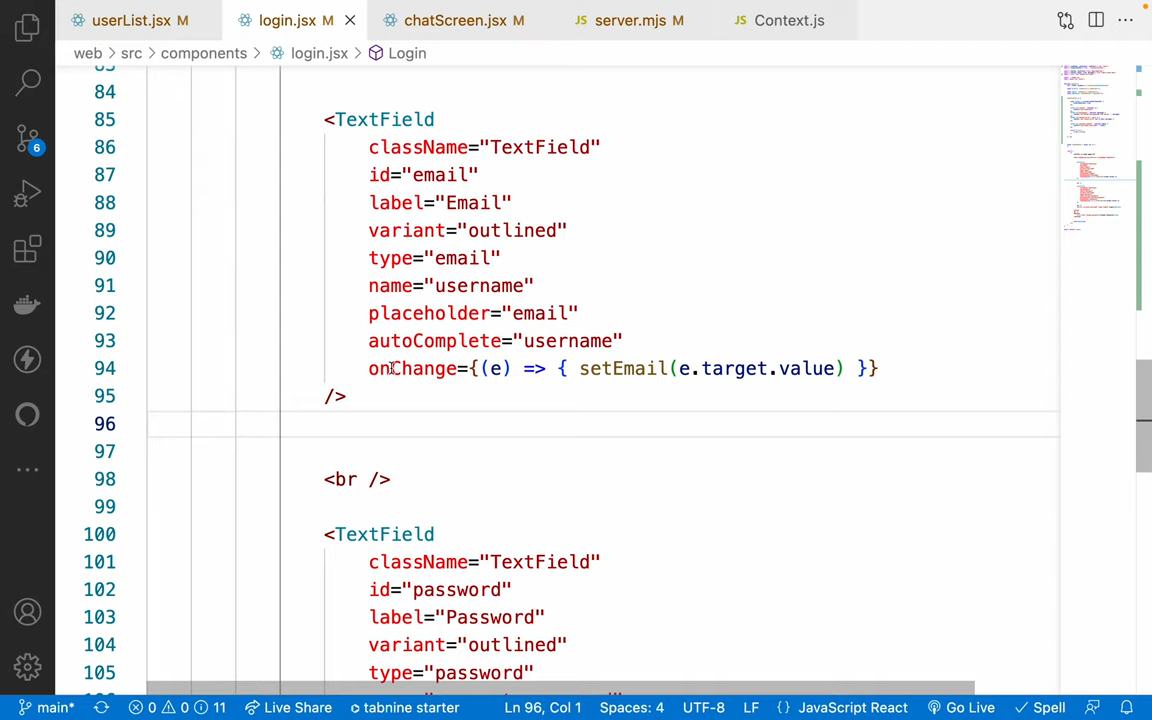 userList.jsx M
login.jsx M
chatScreen.jsx M
JS server.mjs M
JS Context.js
web > src > components > login.jsx > Login
84
85 <TextField
86 className="TextField"
87 id="email"
88 label="Email"
89 variant="outlined"
90 type="email"
91 name="username"
92 placeholder="email"
93 autoComplete="username"
94 onChange={(e) => { setEmail(e.target.value) }}
95 />
96
97
98 <br />
99
100 <TextField
101 className="TextField"
102 id="password"
103 label="Password"
104 variant="outlined"
105 type="password"
6
main* 0 0 11 Live Share tabnine starter Ln 96, Col 1 Spaces: 4 UTF-8 LF {} JavaScript React Go Live Spell